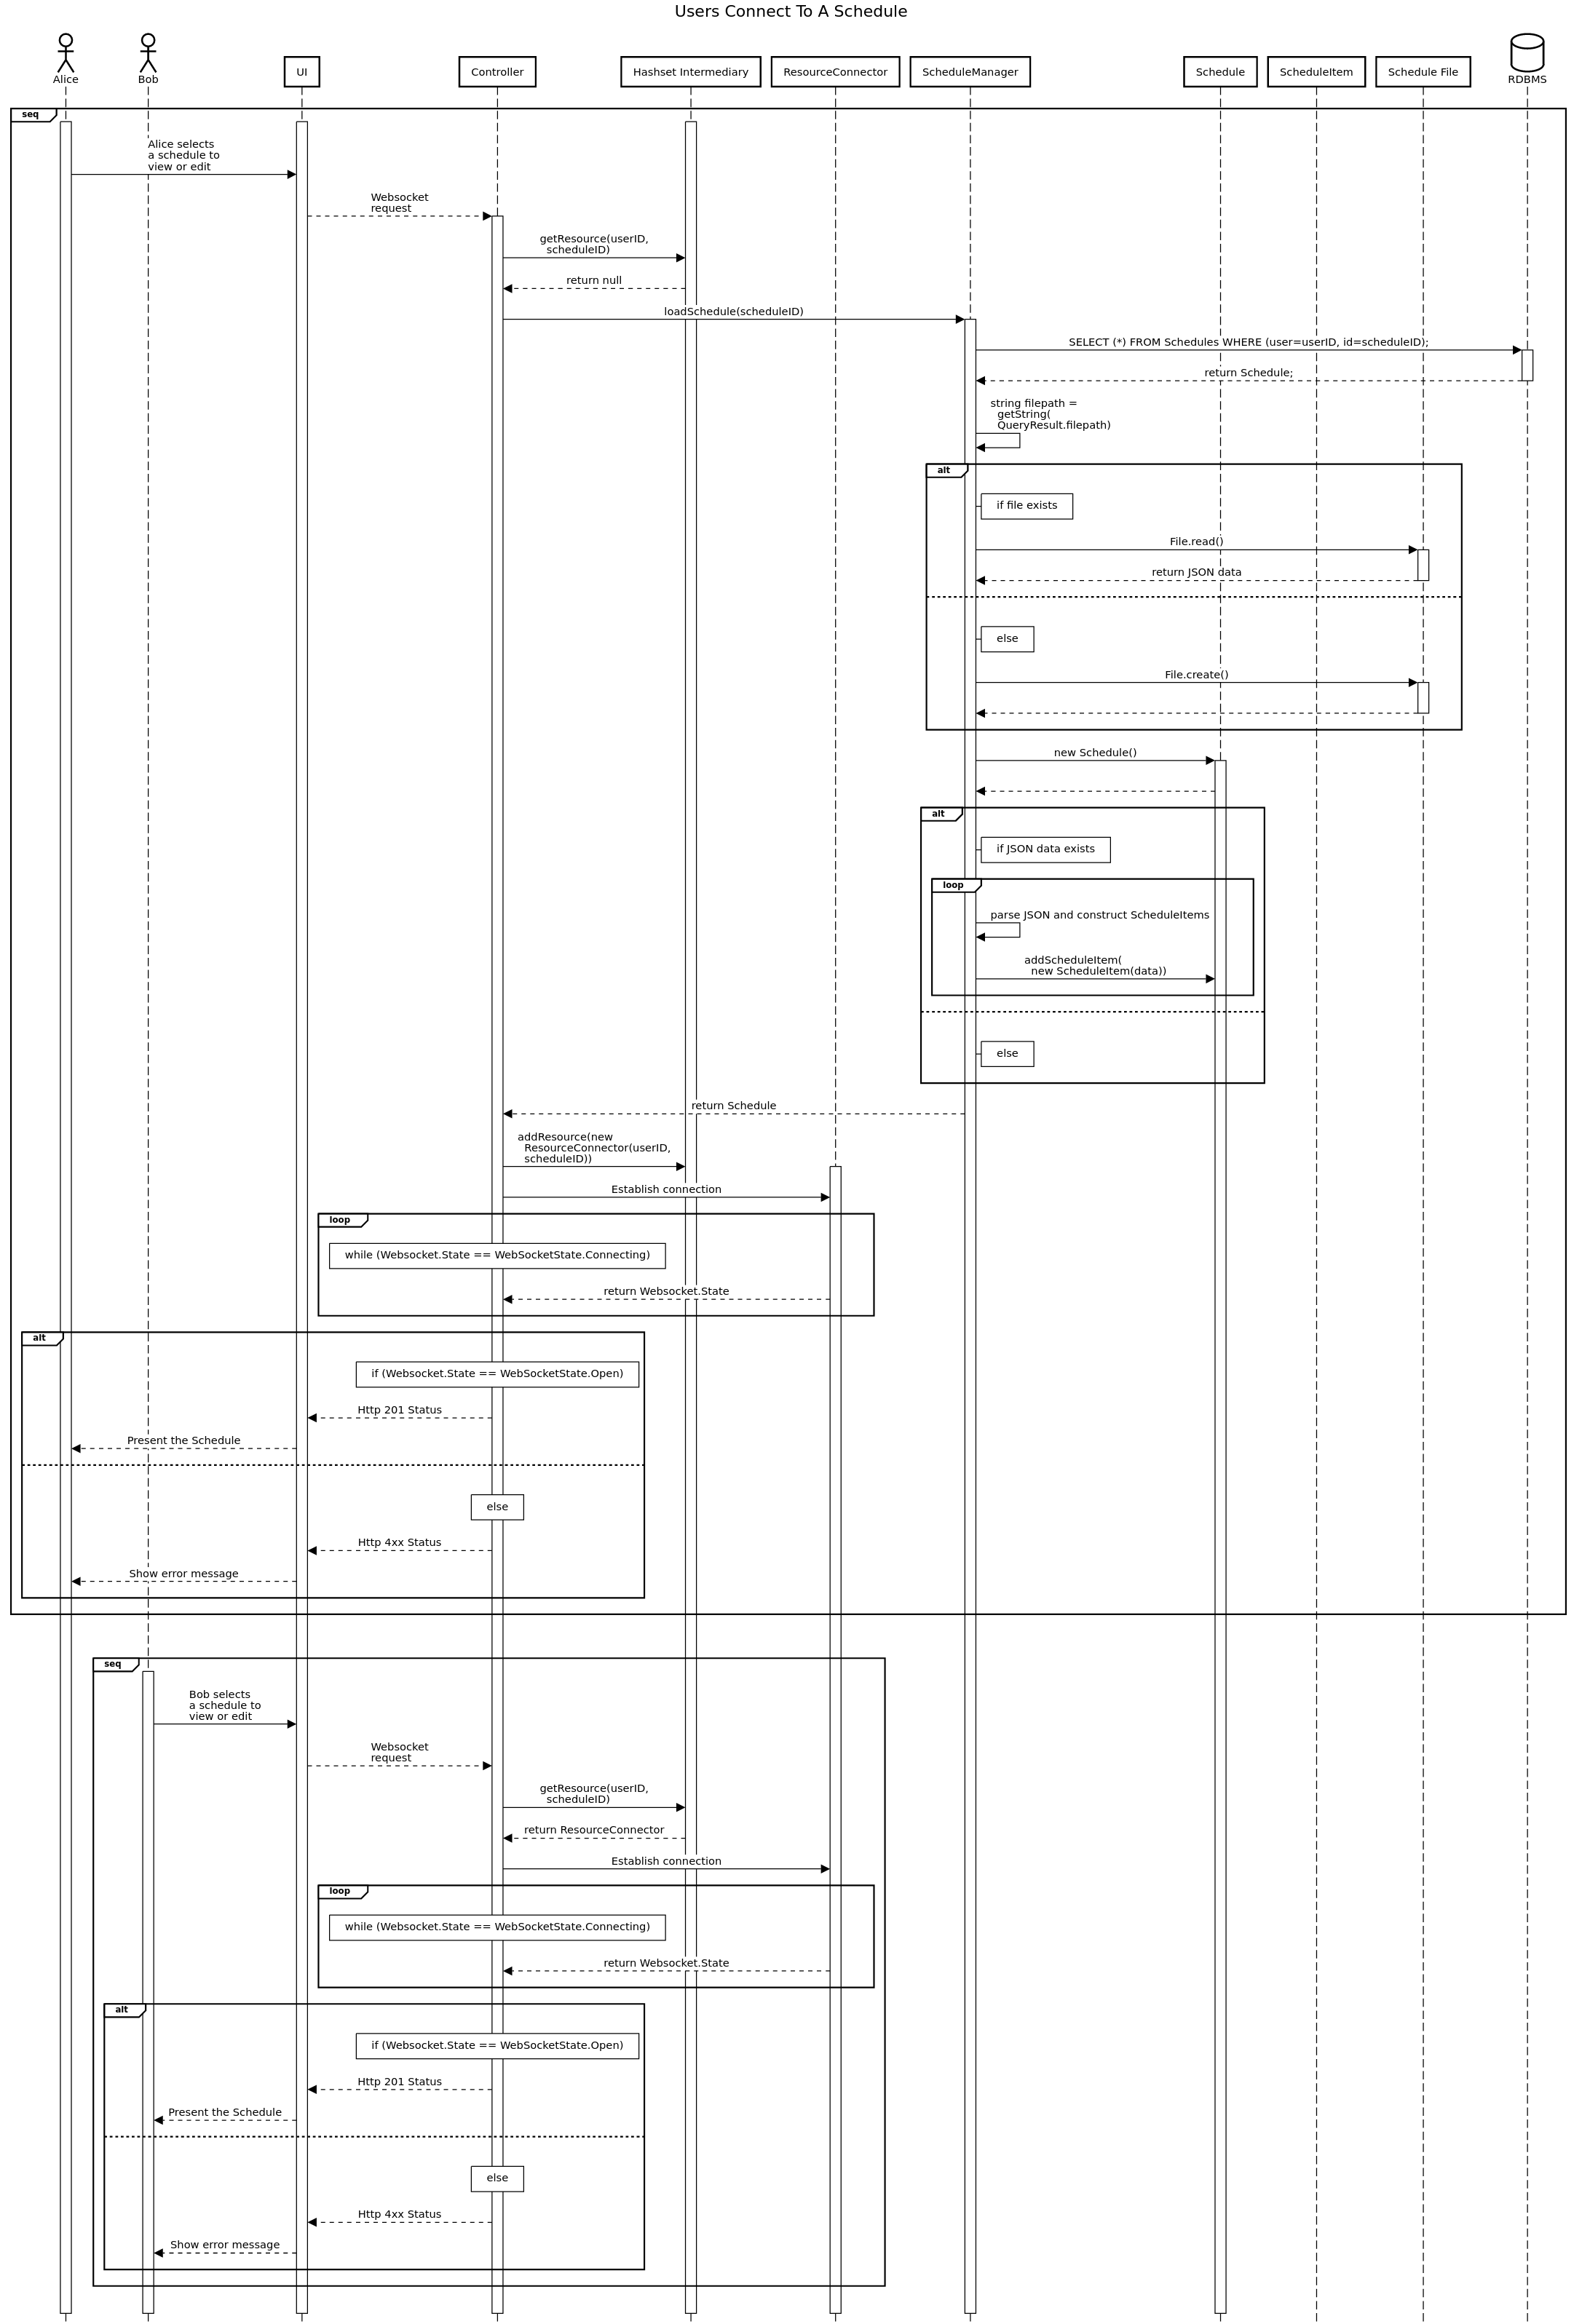 Users Connect To A Schedule
Alice
Bob
UI
Controller
Hashset Intermediary
ResourceConnector
ScheduleManager
Schedule
ScheduleItem
Schedule File
RDBMS
seq
Alice selects
a schedule to
view or edit
Websocket
request
getResource(userID,
scheduleID)
return null
loadSchedule(scheduleID)
SELECT (*) FROM Schedules WHERE (user=userID, id=scheduleID);
return Schedule;
string filepath =
getString(
QueryResult.filepath)
alt
if file exists
File.read()
return JSON data
else
File.create()
new Schedule()
alt
if JSON data exists
loop
parse JSON and construct ScheduleItems
addScheduleItem(
new ScheduleItem(data))
else
return Schedule
addResource(new
ResourceConnector(userID,
scheduleID))
Establish connection
loop
while (Websocket.State == WebSocketState.Connecting)
return Websocket.State
alt
if (Websocket.State == WebSocketState.Open)
Http 201 Status
Present the Schedule
else
Http 4xx Status
Show error message
seq
Bob selects
a schedule to
view or edit
Websocket
request
getResource(userID,
scheduleID)
return ResourceConnector
Establish connection
loop
while (Websocket.State == WebSocketState.Connecting)
return Websocket.State
alt
if (Websocket.State == WebSocketState.Open)
Http 201 Status
Present the Schedule
else
Http 4xx Status
Show error message